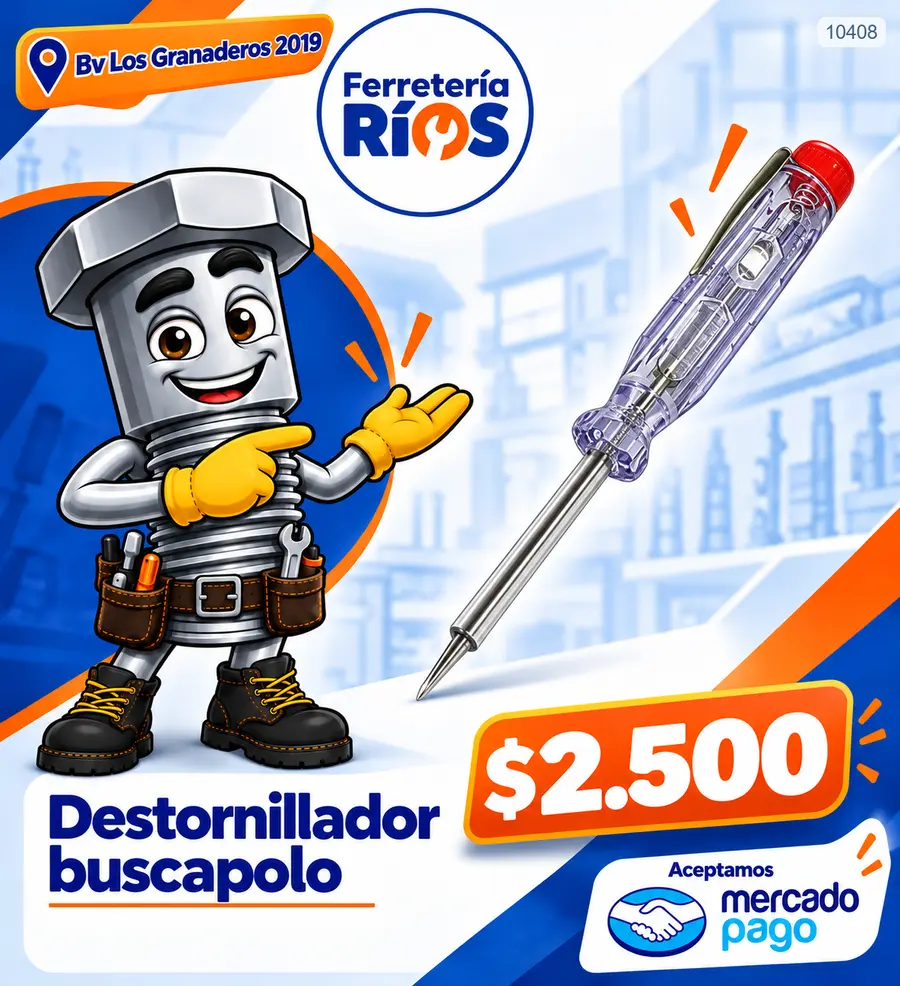 Bv Los Granaderos 2019
Ferretería
RÍOS
10408
$2.500
Destornillador
buscapolo
Aceptamos
mercado
pago